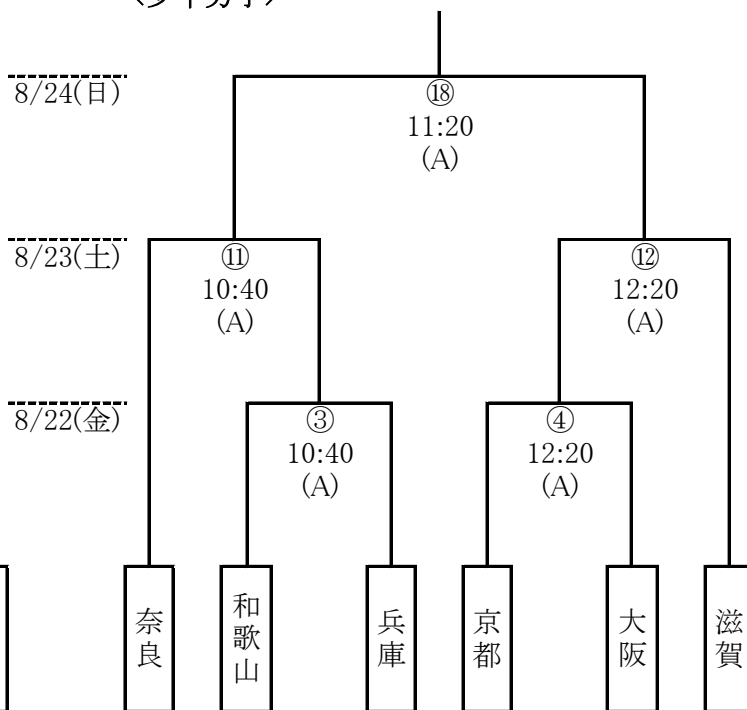 8/24(日)
⑱
11:20
(A)
8/23(土)
⑪
10:40
(A)
⑫
12:20
(A)
8/22(金)
③
10:40
(A)
④
12:20
(A)
奈良
和歌山
兵庫
京都
大阪
滋賀